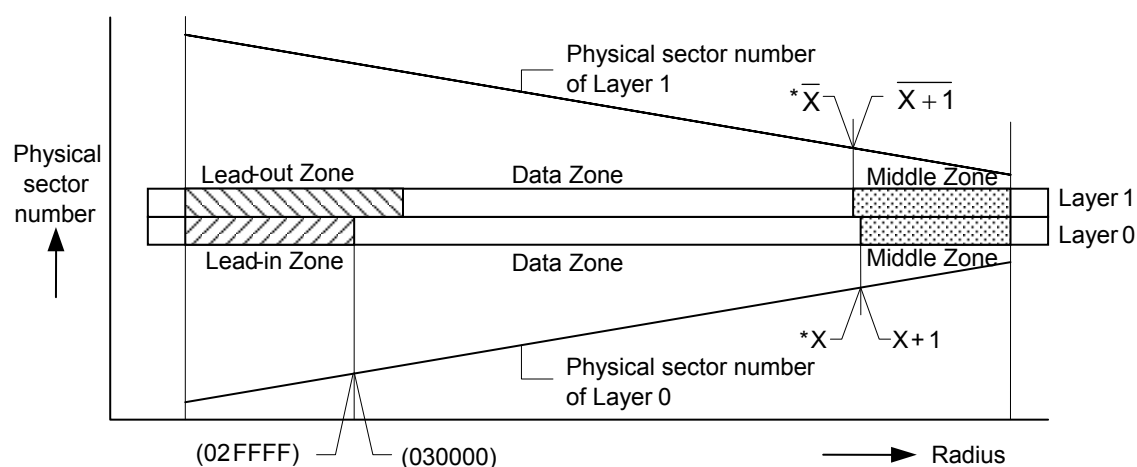 Physical sector number
of Layer 1
*X̅ X̅ ̅+̅ ̅1̅
Physical
sector
number
Lead-out Zone Data Zone Middle Zone
Layer 1
Layer 0
Lead-in Zone Data Zone Middle Zone
*X X+1
Physical sector number
of Layer 0
(02FFFF) (030000) Radius